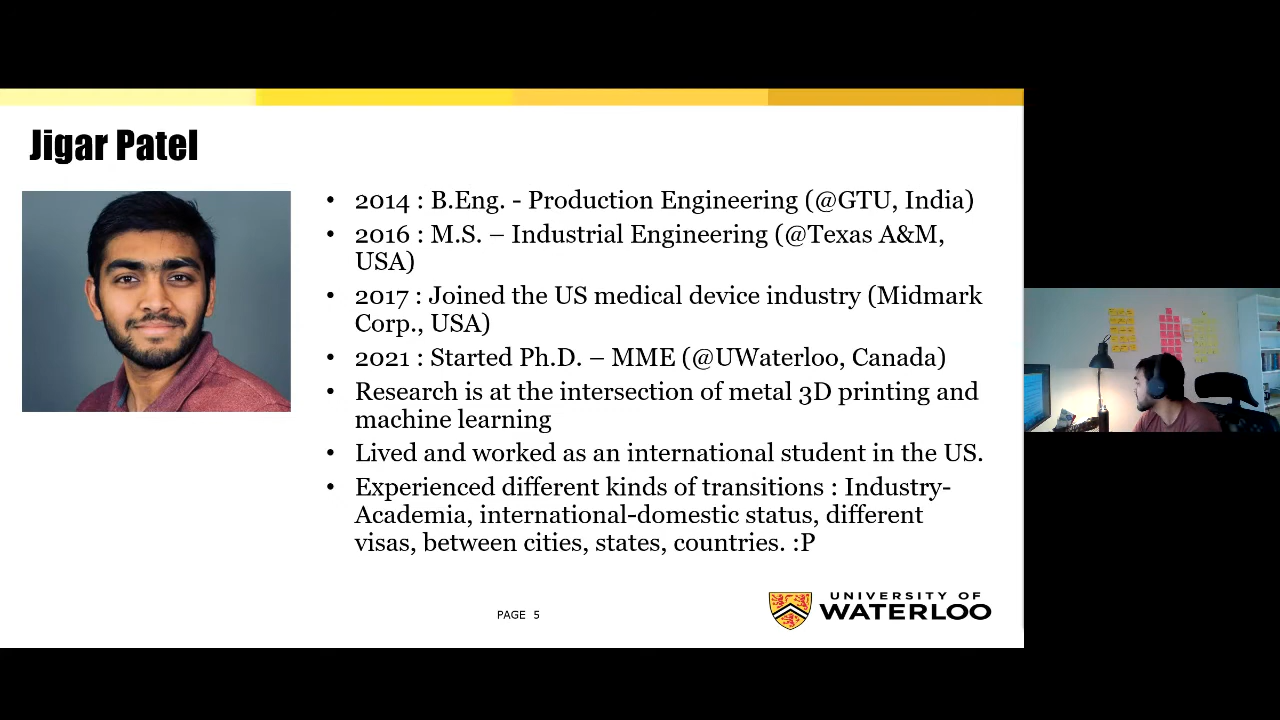 Jigar Patel
• 2014 : B.Eng. - Production Engineering (@GTU, India)
• 2016 : M.S. – Industrial Engineering (@Texas A&M,
USA)
• 2017 : Joined the US medical device industry (Midmark
Corp., USA)
• 2021 : Started Ph.D. – MME (@UWaterloo, Canada)
• Research is at the intersection of metal 3D printing and
machine learning
• Lived and worked as an international student in the US.
• Experienced different kinds of transitions : Industry-
Academia, international-domestic status, different
visas, between cities, states, countries. :P
PAGE 5
UNIVERSITY OF
WATERLOO